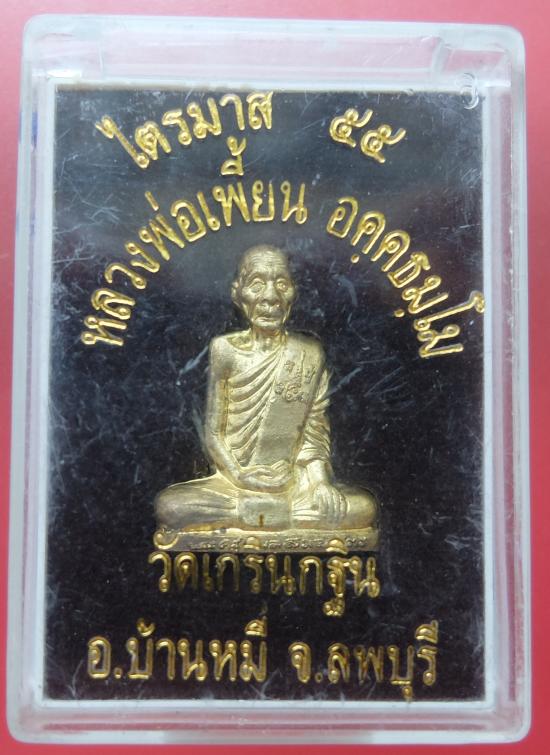 ไตรมาส ๕๕
หลวงพ่อเพี้ยน อคฺคธมฺโม
วัดเกรินกฐิน
อ.บ้านหมี่ จ.ลพบุรี